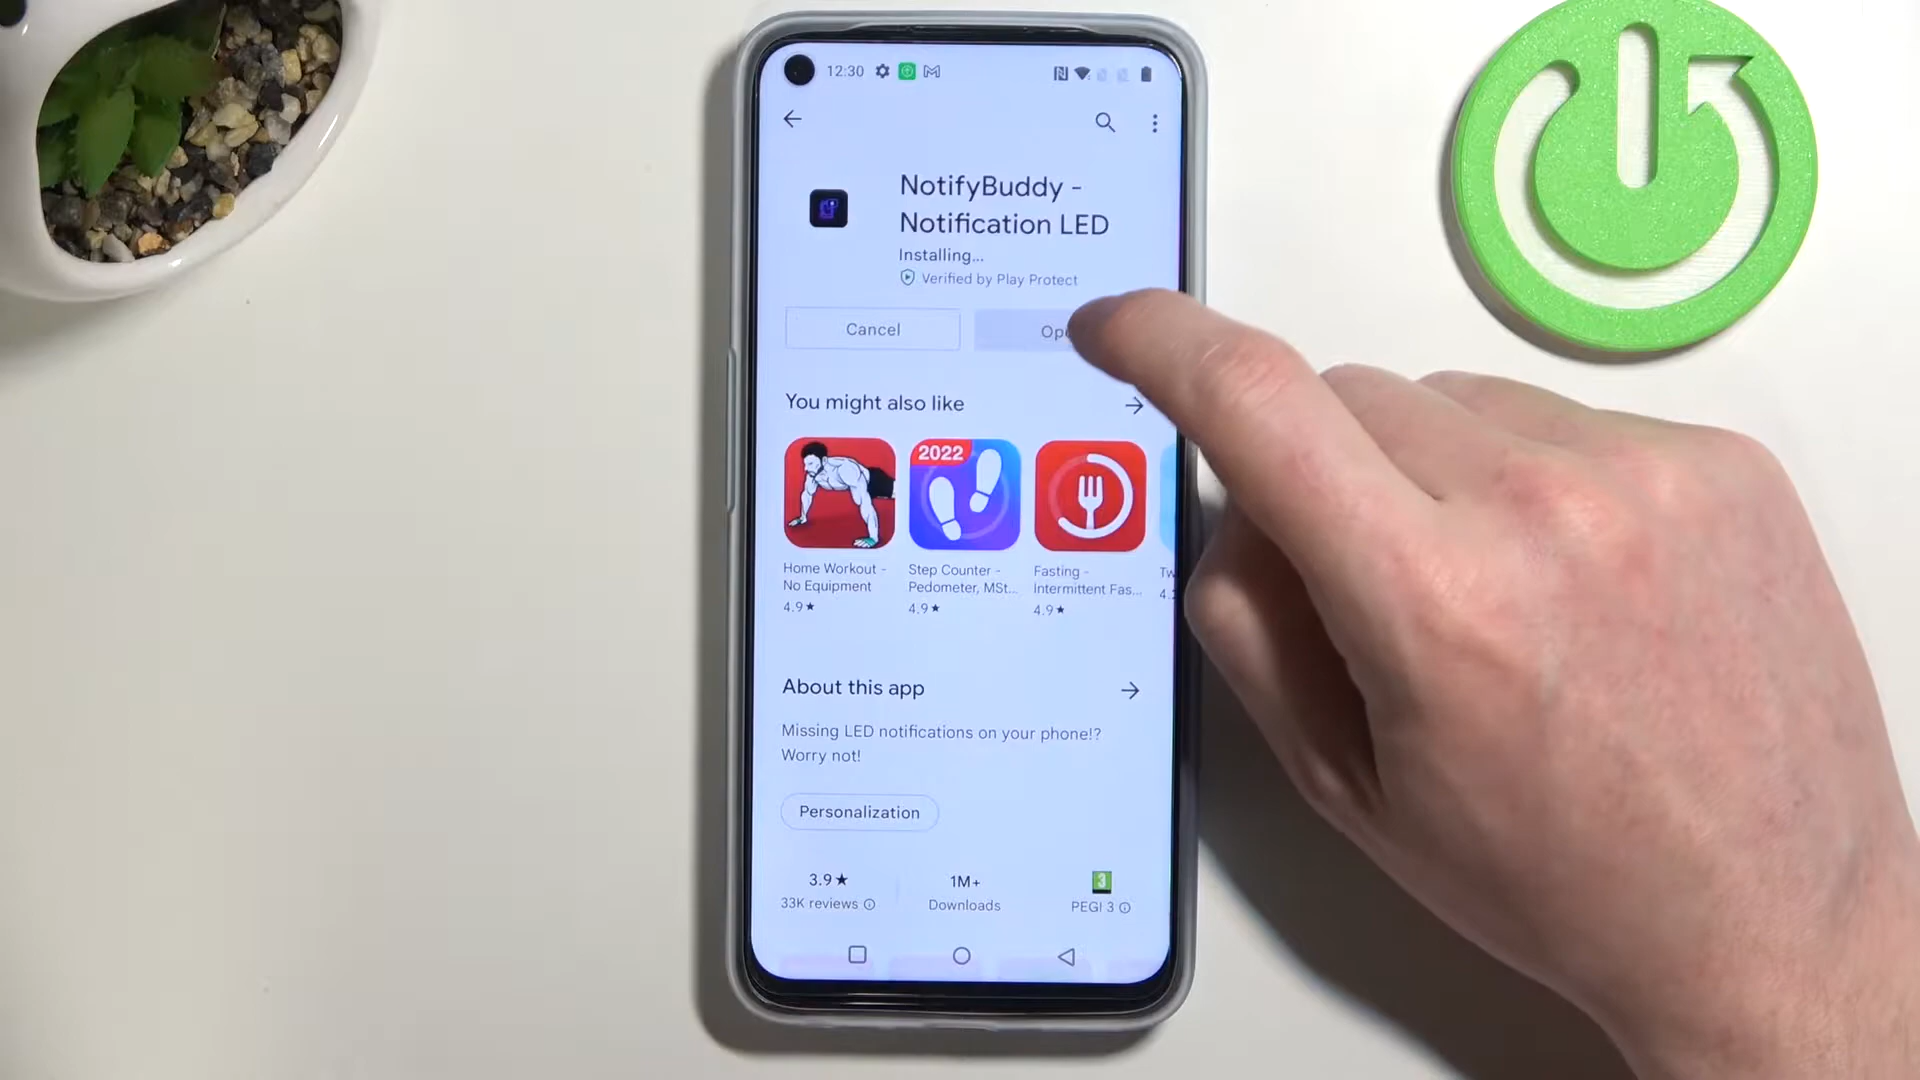 12:30
NotifyBuddy -
Notification LED
Installing...
Verified by Play Protect
Cancel
You might also like
2022
Home Workout -
No Equipment
4.9★
Step Counter -
Pedometer, MSt...
4.9★
Fasting -
Intermittent Fas...
4.9★
About this app
Missing LED notifications on your phone!?
Worry not!
Personalization
3.9★
33K reviews
1M+
Downloads
3
PEGI 3